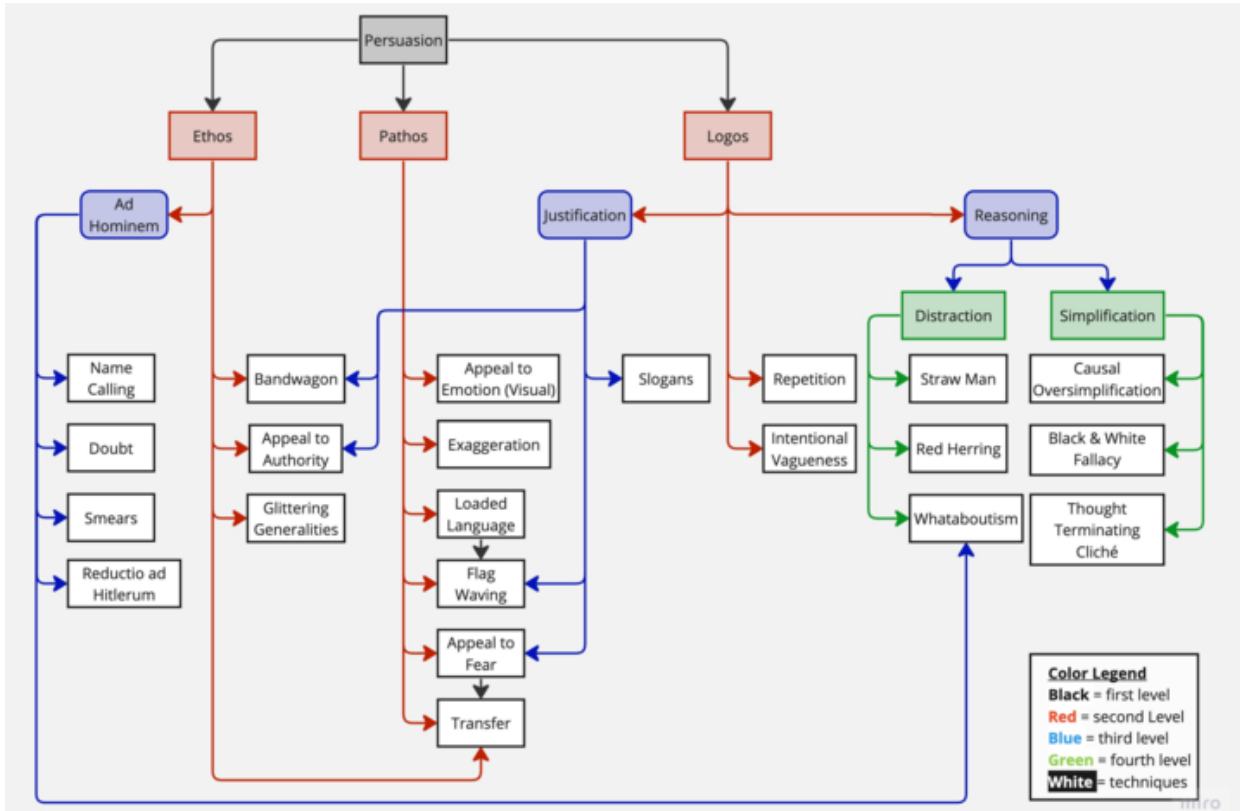 Persuasion
Ethos
Pathos
Logos
Ad
Hominem
Justification
Reasoning
Distraction
Simplification
Name
Calling
Bandwagon
Appeal to
Emotion (Visual)
Slogans
Repetition
Straw Man
Causal
Oversimplification
Doubt
Appeal to
Authority
Exaggeration
Intentional
Vagueness
Red Herring
Black & White
Fallacy
Smears
Glittering
Generalities
Loaded
Language
Whataboutism
Thought
Terminating
Cliché
Reductio ad
Hitlerum
Flag
Waving
Appeal to
Fear
Transfer
Color Legend
Black = first level
Red = second Level
Blue = third level
Green = fourth level
White = techniques
miro